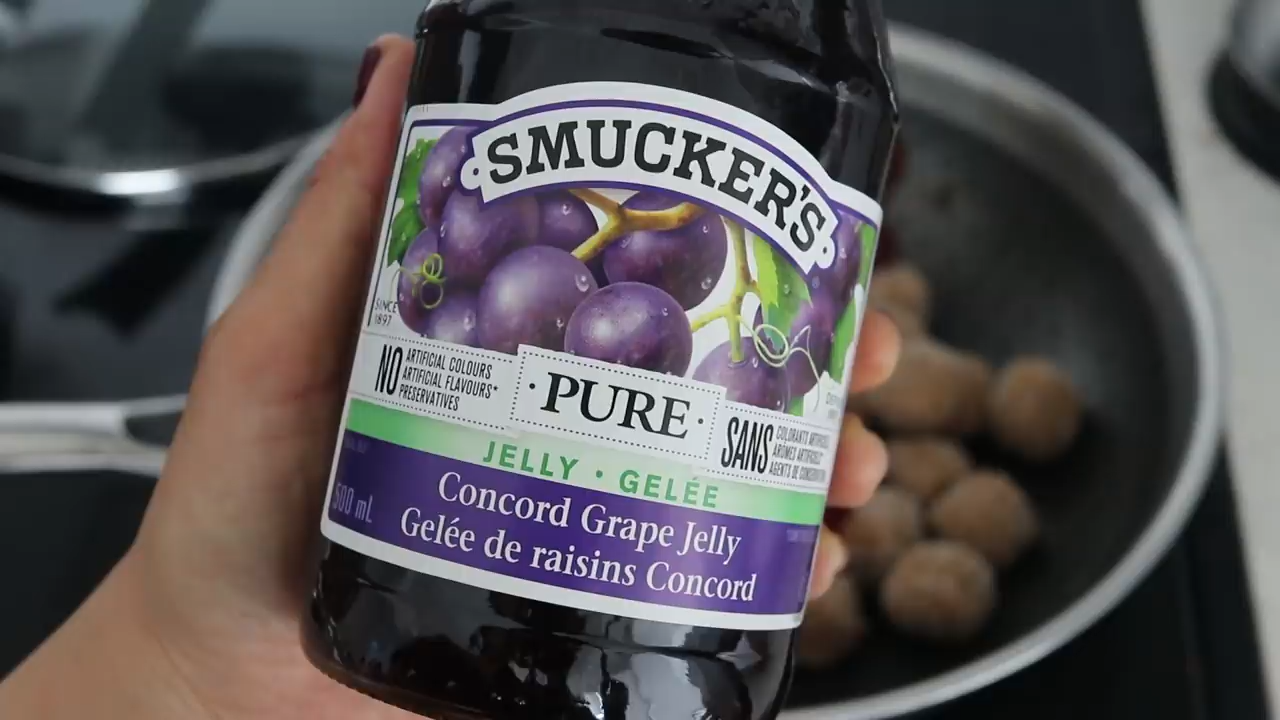 SMUCKER'S
SINCE
1897
NO
ARTIFICIAL COLOURS
ARTIFICIAL FLAVOURS*
PRESERVATIVES
· PURE ·
SANS
COLORANTS ARTIFICIELS
ARÔMES ARTIFICIELS*
AGENTS DE CONSERVATION
JELLY · GELÉE
500 mL
Concord Grape Jelly
Gelée de raisins Concord